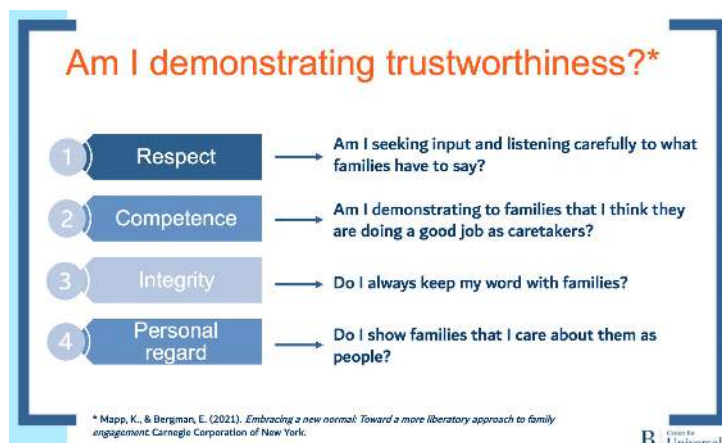 Am I demonstrating trustworthiness?*
1
Respect
Am I seeking input and listening carefully to what
families have to say?
2
Competence
Am I demonstrating to families that I think they
are doing a good job as caretakers?
3
Integrity
Do I always keep my word with families?
4
Personal
regard
Do I show families that I care about them as
people?
* Mapp, K., & Bergman, E. (2021). Embracing a new normal: Toward a more liberatory approach to family
engagement. Carnegie Corporation of New York.
B
Center for